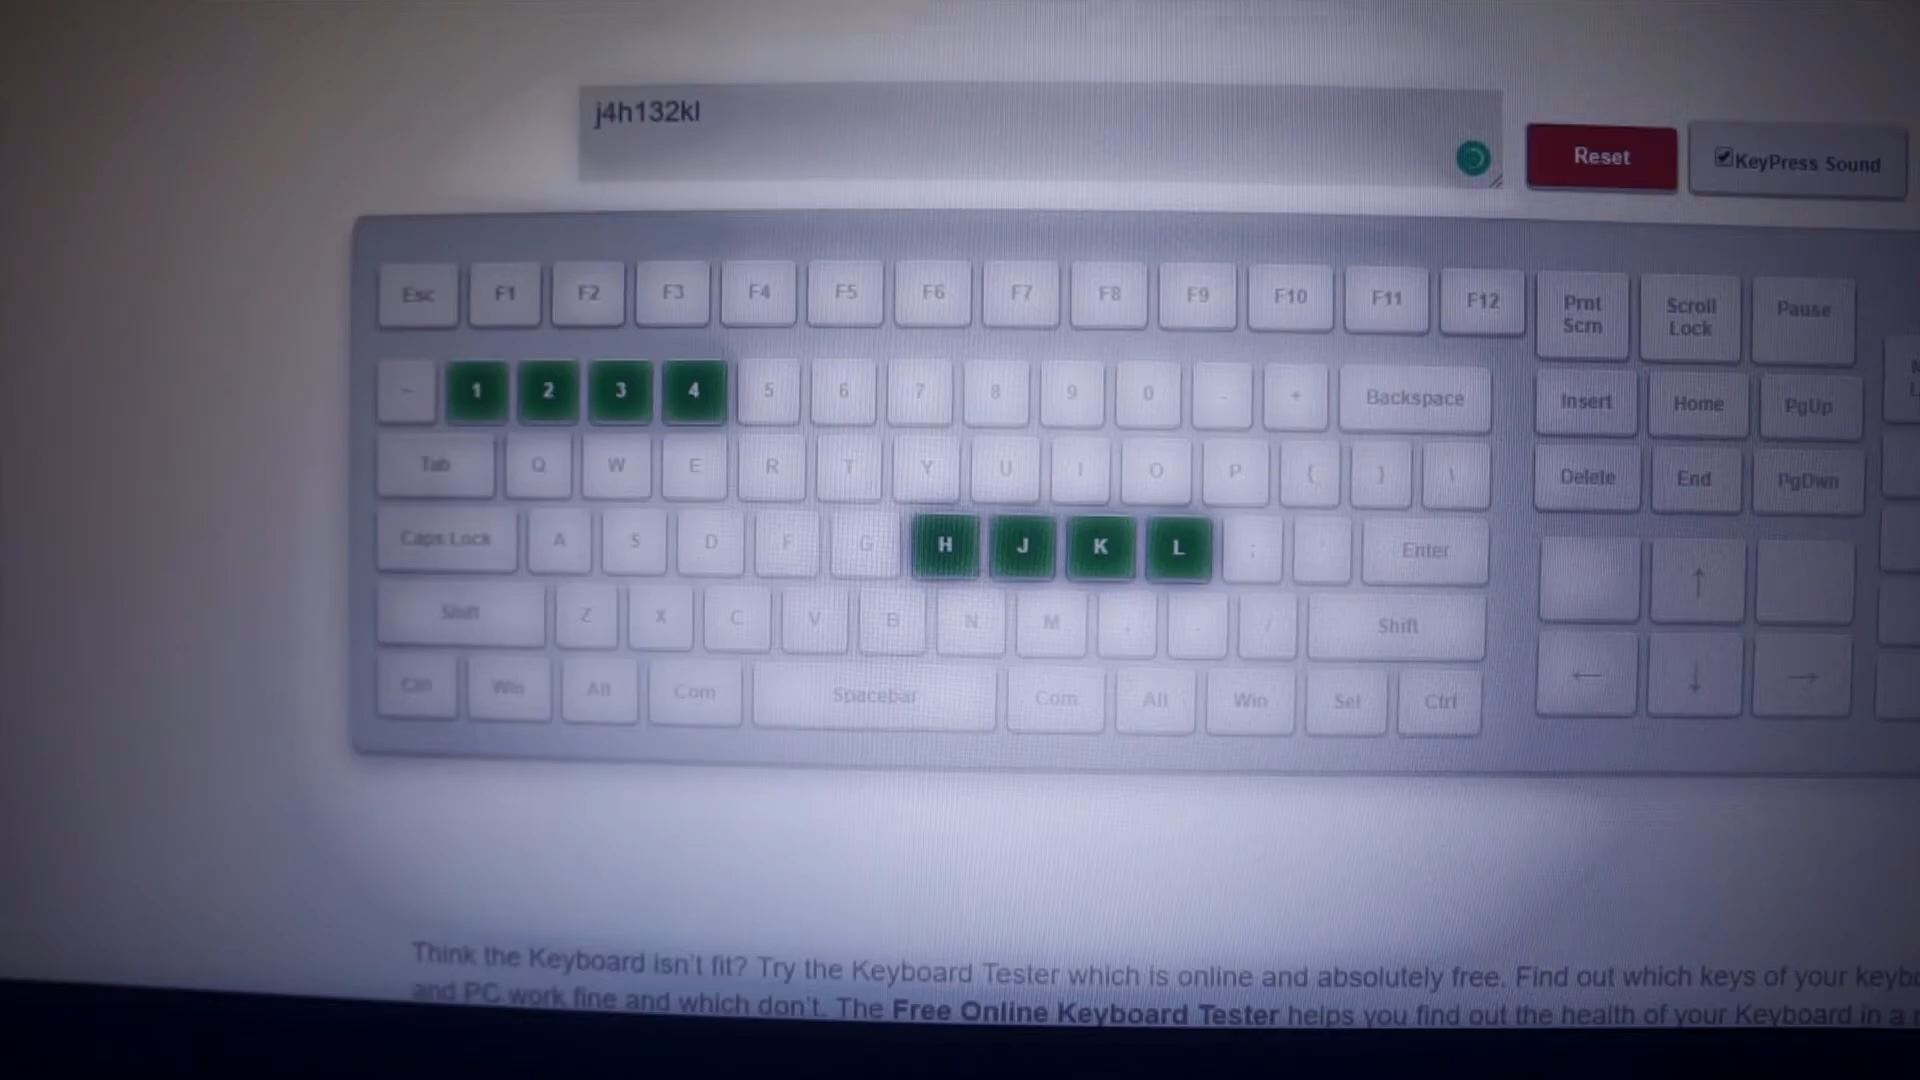 j4h132kl
Reset
KeyPress Sound
Esc F1 F2 F3 F4 F5 F6 F7 F8 F9 F10 F11 F12 Prnt Scrn Scroll Lock Pause
~ 1 2 3 4 5 6 7 8 9 0 - + Backspace Insert Home PgUp
Tab Q W E R T Y U I O P { } \ Delete End PgDwn
Caps Lock A S D F G H J K L ; ' Enter
Shift Z X C V B N M , . / Shift ↑
Ctrl Win Alt Com Spacebar Com Alt Win Sel Ctrl ← ↓ →
Think the Keyboard isn't fit? Try the Keyboard Tester which is online and absolutely free. Find out which keys of your keybo
and PC work fine and which don't. The Free Online Keyboard Tester helps you find out the health of your Keyboard in a